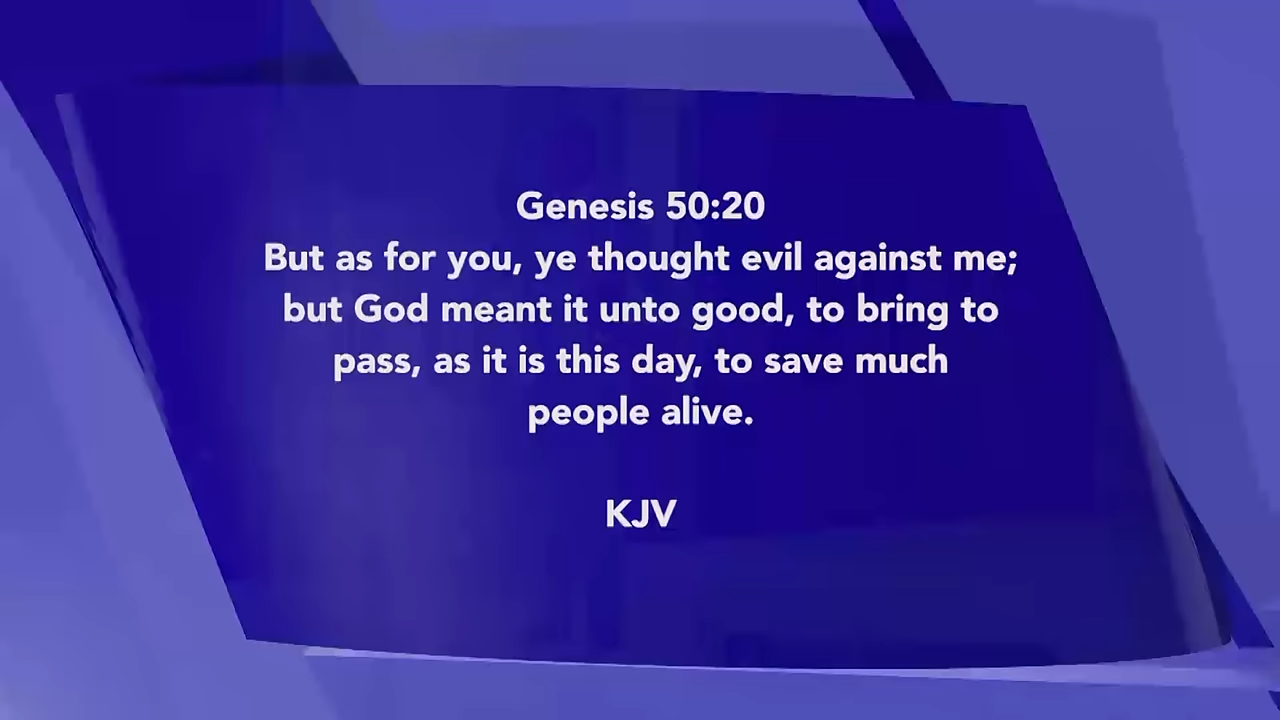 Genesis 50:20
But as for you, ye thought evil against me;
but God meant it unto good, to bring to
pass, as it is this day, to save much
people alive.
KJV